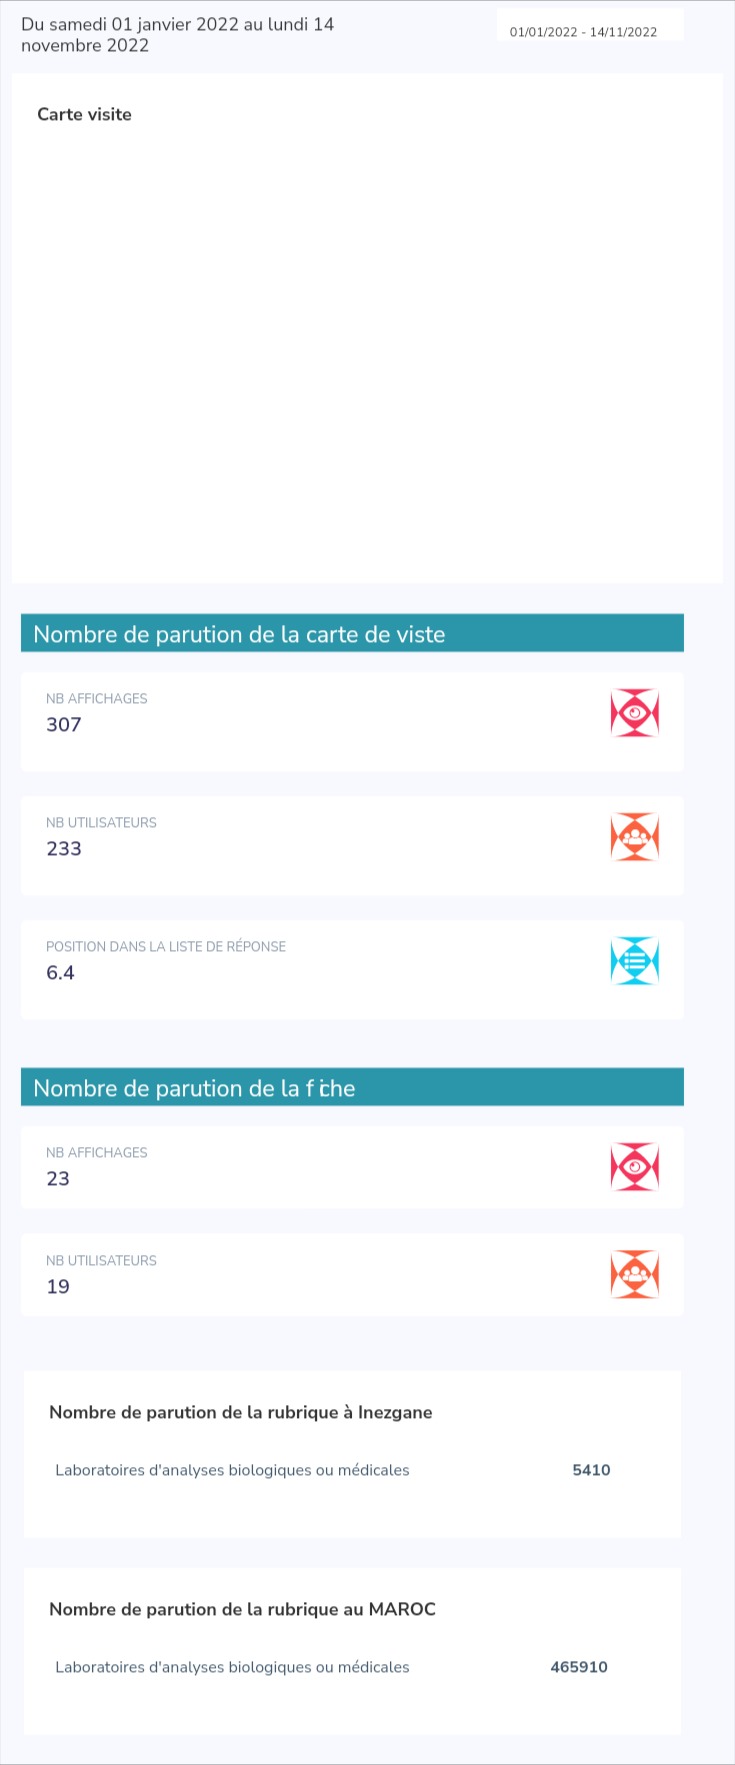 Du samedi 01 janvier 2022 au lundi 14
novembre 2022
01/01/2022 - 14/11/2022
Carte visite
Nombre de parution de la carte de viste
NB AFFICHAGES
307
NB UTILISATEURS
233
POSITION DANS LA LISTE DE RÉPONSE
6.4
Nombre de parution de la fiche
NB AFFICHAGES
23
NB UTILISATEURS
19
Nombre de parution de la rubrique à Inezgane
Laboratoires d'analyses biologiques ou médicales 5410
Nombre de parution de la rubrique au MAROC
Laboratoires d'analyses biologiques ou médicales 465910